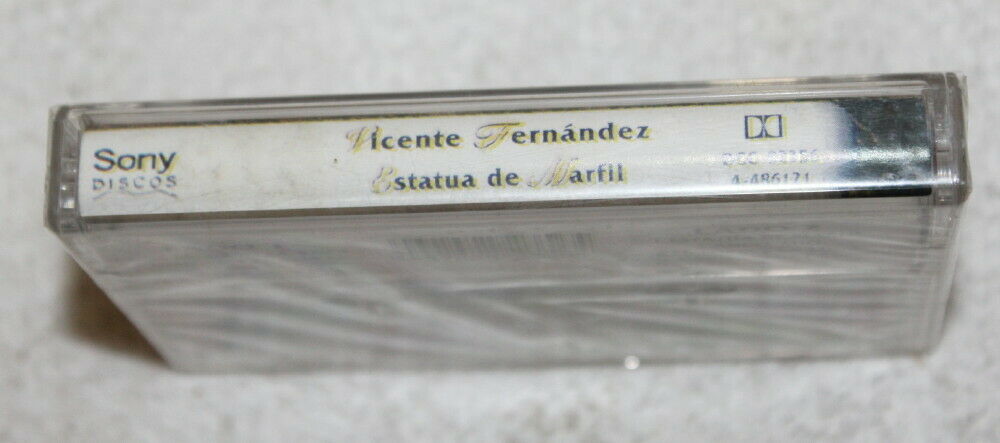 Sony
DISCOS
Vicente Fernández
Estatua de Marfil
4-486121